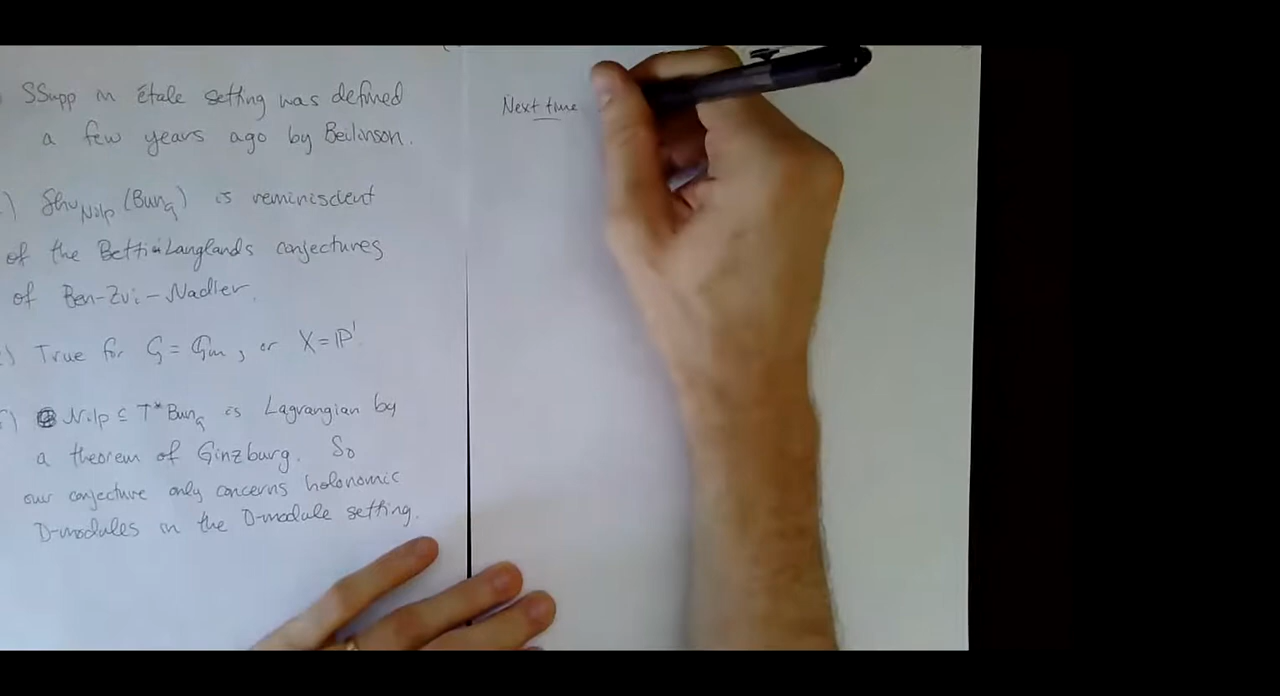 SSupp in étale setting was defined
a few years ago by Beilinson.
) Shv_Nilp (Bun_G) is reminiscient
of the Betti-Langlands conjectures
of Ben-Zvi-Nadler.
) True for G = G_m, or X = P^1.
) Nilp ⊆ T*Bun_G is Lagrangian by
a theorem of Ginzburg. So
our conjecture only concerns holonomic
D-modules in the D-module setting.
Next time